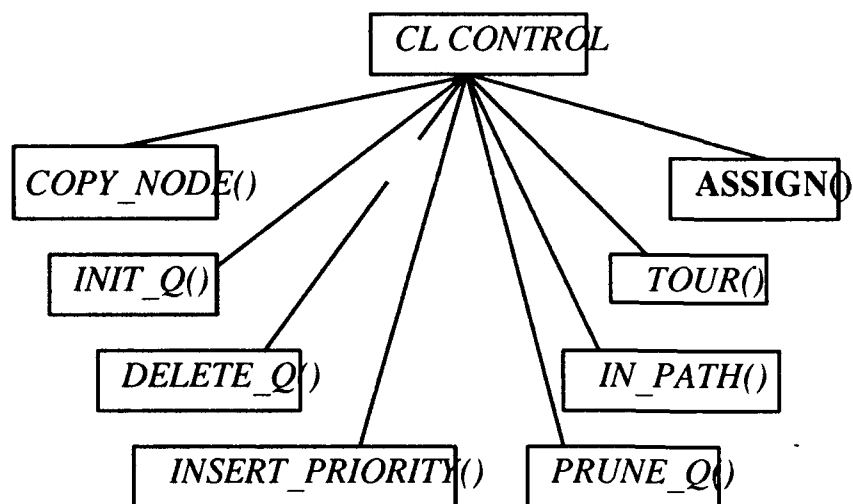 CL CONTROL
COPY_NODE()
ASSIGN()
INIT_Q()
TOUR()
DELETE_Q()
IN_PATH()
INSERT_PRIORITY()
PRUNE_Q()